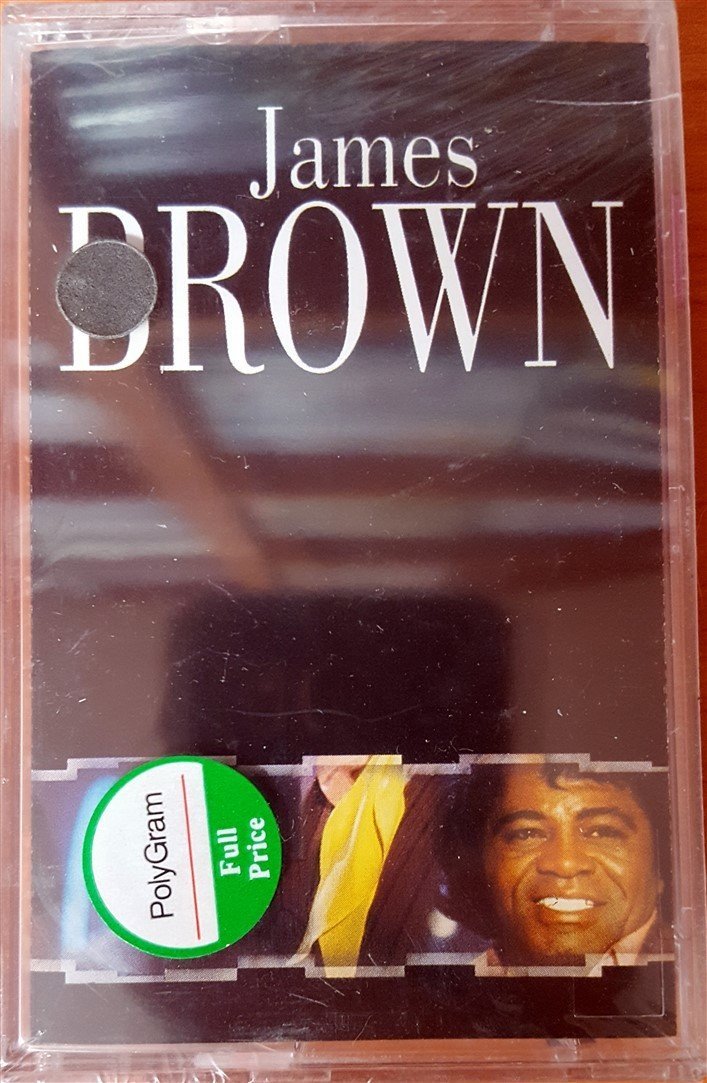 James
BROWN
PolyGram
Full
Price